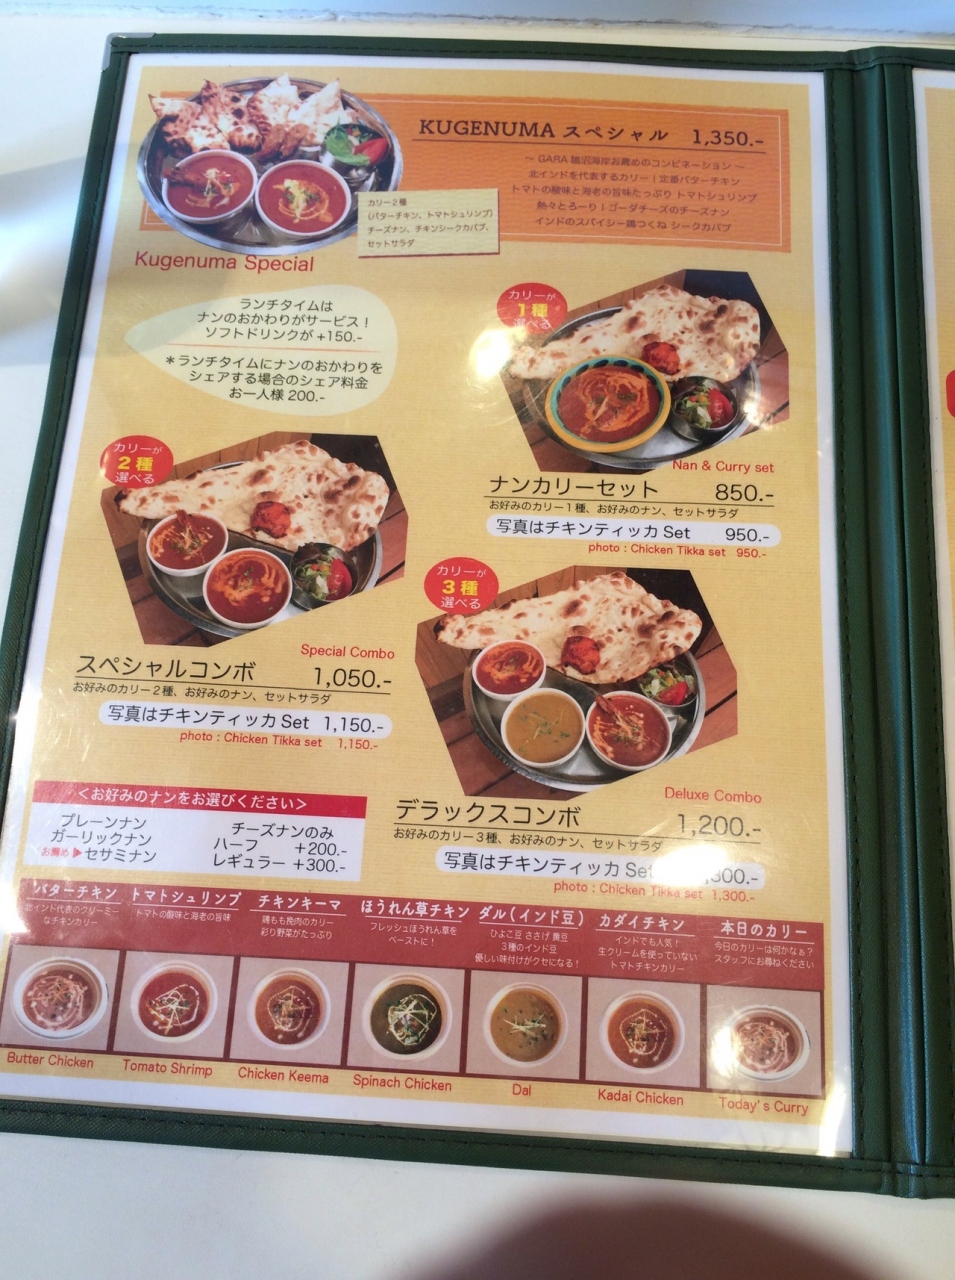 KUGENUMA スペシャル 1,350.-
〜 GARA 鵠沼海岸お薦めのコンビネーション 〜
北インドを代表するカリー！定番バターチキン
トマトの酸味と海老の旨味たっぷり トマトシュリンプ
熱々とろーり！ゴーダチーズのチーズナン
インドのスパイシー鶏つくね シークカバブ
カリー2種
(バターチキン、トマトシュリンプ)
チーズナン、チキンシークカバブ、
セットサラダ
Kugenuma Special
ランチタイムは
ナンのおかわりがサービス！
ソフトドリンクが +150.-
＊ランチタイムにナンのおかわりを
シェアする場合のシェア料金
お一人様 200.-
カリーが
1種
選べる
Nan & Curry set
ナンカリーセット 850.-
お好みのカリー1種、お好みのナン、セットサラダ
写真はチキンティッカ Set 950.-
photo : Chicken Tikka set 950.-
カリーが
2種
選べる
Special Combo
スペシャルコンボ 1,050.-
お好みのカリー2種、お好みのナン、セットサラダ
写真はチキンティッカ Set 1,150.-
photo : Chicken Tikka set 1,150.-
カリーが
3種
選べる
Deluxe Combo
デラックスコンボ 1,200.-
お好みのカリー3種、お好みのナン、セットサラダ
写真はチキンティッカ Set
photo : Chicken Tikka set 1,300.-
<お好みのナンをお選びください>
プレーンナン
ガーリックナン
お薦め▶セサミナン
チーズナンのみ
ハーフ +200.-
レギュラー +300.-
バターチキン
北インド代表のクリーミー
なチキンカリー
Butter Chicken
トマトシュリンプ
トマトの酸味と海老の旨味
Tomato Shrimp
チキンキーマ
鶏もも挽肉のカリー
彩り野菜がたっぷり
Chicken Keema
ほうれん草チキン
フレッシュほうれん草を
ペーストに！
Spinach Chicken
ダル(インド豆)
ひよこ豆 ささげ 黄豆
3種のインド豆
優しい味付けがクセになる！
Dal
カダイチキン
インドでも人気！
生クリームを使っていない
トマトチキンカリー
Kadai Chicken
本日のカリー
今日のカリーは何かなぁ？
スタッフにお尋ねください
Today's Curry